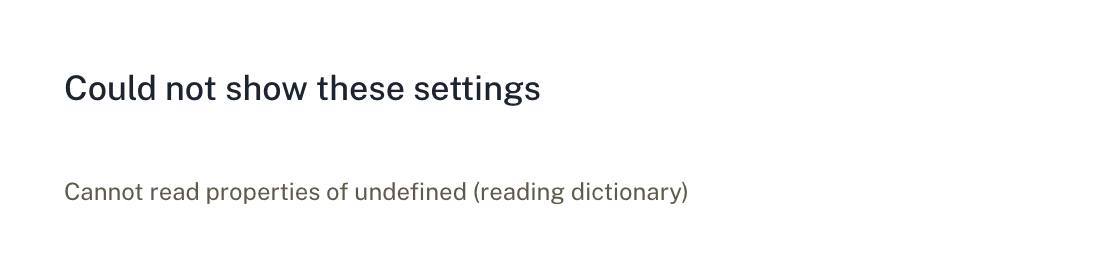 Could not show these settings
Cannot read properties of undefined (reading dictionary)